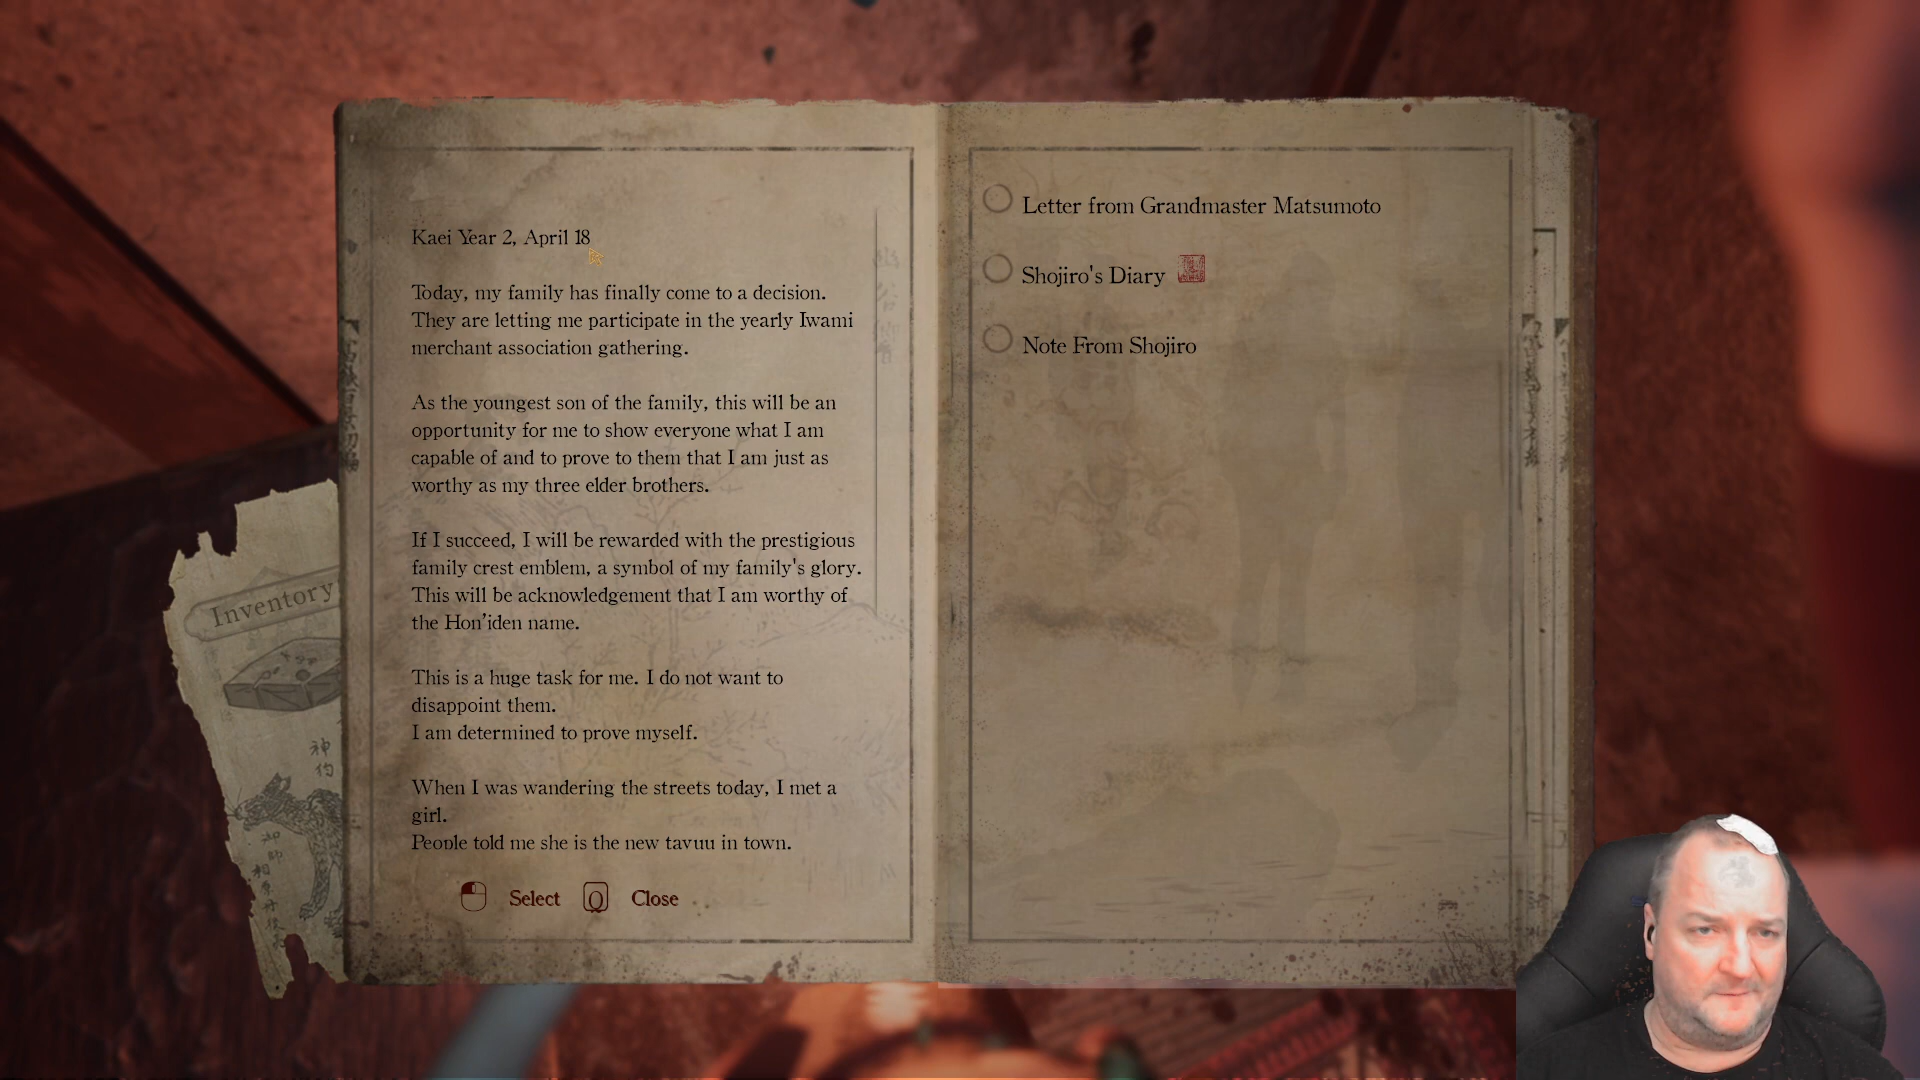 Kaei Year 2, April 18
Today, my family has finally come to a decision.
They are letting me participate in the yearly Iwami
merchant association gathering.
As the youngest son of the family, this will be an
opportunity for me to show everyone what I am
capable of and to prove to them that I am just as
worthy as my three elder brothers.
If I succeed, I will be rewarded with the prestigious
family crest emblem, a symbol of my family's glory.
This will be acknowledgement that I am worthy of
the Hon'iden name.
This is a huge task for me. I do not want to
disappoint them.
I am determined to prove myself.
When I was wandering the streets today, I met a
girl.
People told me she is the new tayuu in town.
Q
Select
Close
Letter from Grandmaster Matsumoto
Shojiro's Diary
Note From Shojiro
Inventory